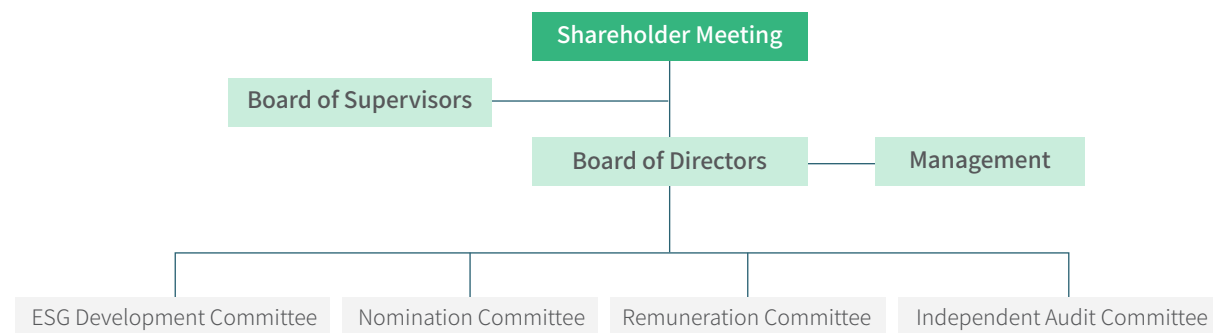 Shareholder Meeting
Board of Supervisors
Board of Directors
Management
ESG Development Committee
Nomination Committee
Remuneration Committee
Independent Audit Committee